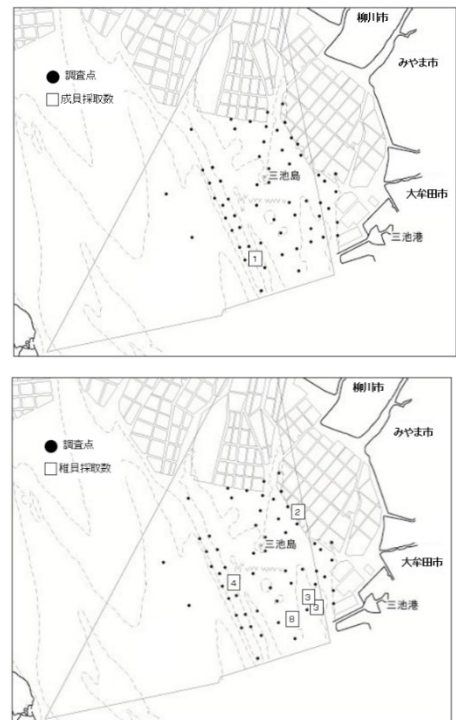 柳川市
みやま市
● 調査点
□ 成貝採取数
三池島
大牟田市
三池港
1
柳川市
みやま市
● 調査点
□ 稚貝採取数
2
三池島
大牟田市
4
3
三池港
8